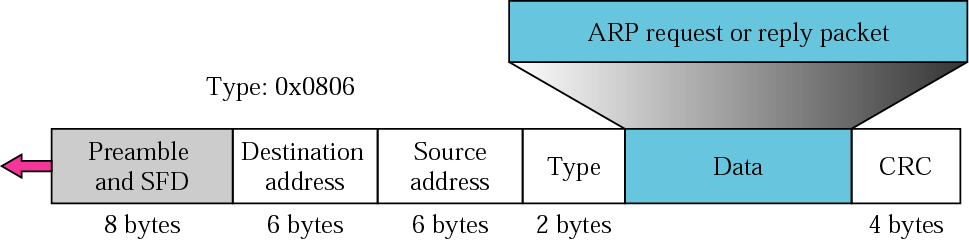 ARP request or reply packet
Type: 0x0806
Preamble and SFD
Destination address
Source address
Type
Data
CRC
8 bytes
6 bytes
6 bytes
2 bytes
4 bytes